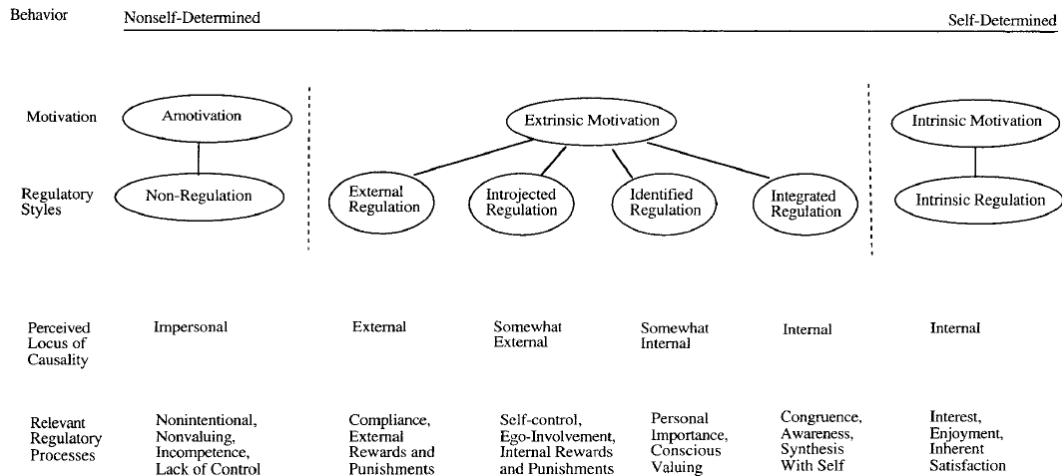 Behavior Nonself-Determined Self-Determined
Motivation Amotivation Extrinsic Motivation Intrinsic Motivation
Regulatory
Styles
Non-Regulation
External
Regulation
Introjected
Regulation
Identified
Regulation
Integrated
Regulation
Intrinsic Regulation
Perceived
Locus of
Causality
Impersonal
External
Somewhat
External
Somewhat
Internal
Internal
Internal
Relevant
Regulatory
Processes
Nonintentional,
Nonvaluing,
Incompetence,
Lack of Control
Compliance,
External
Rewards and
Punishments
Self-control,
Ego-Involvement,
Internal Rewards
and Punishments
Personal
Importance,
Conscious
Valuing
Congruence,
Awareness,
Synthesis
With Self
Interest,
Enjoyment,
Inherent
Satisfaction